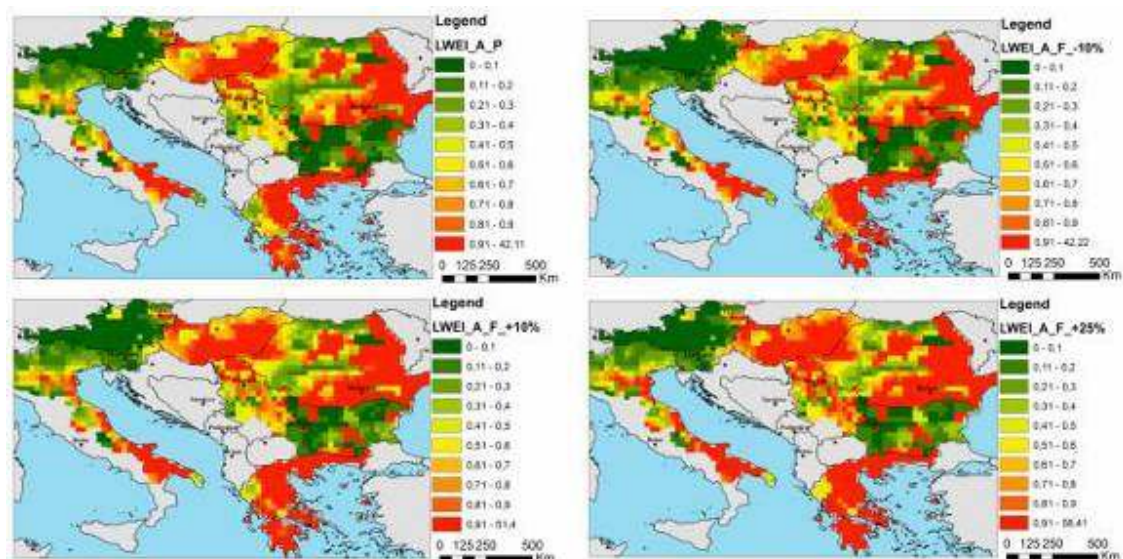 Legend
LWEI_A_P
0 - 0.1
0.11 - 0.2
0.21 - 0.3
0.31 - 0.4
0.41 - 0.5
0.51 - 0.6
0.61 - 0.7
0.71 - 0.8
0.81 - 0.9
0.91 - 42.11
0 125 250 500
Km
Legend
LWEI_A_F_-10%
0 - 0.1
0.11 - 0.2
0.21 - 0.3
0.31 - 0.4
0.41 - 0.5
0.51 - 0.6
0.61 - 0.7
0.71 - 0.8
0.81 - 0.9
0.91 - 42.22
0 125 250 500
Km
Legend
LWEI_A_F_+10%
0 - 0.1
0.11 - 0.2
0.21 - 0.3
0.31 - 0.4
0.41 - 0.5
0.51 - 0.6
0.61 - 0.7
0.71 - 0.8
0.81 - 0.9
0.91 - 51.4
0 125 250 500
Km
Legend
LWEI_A_F_+25%
0 - 0.1
0.11 - 0.2
0.21 - 0.3
0.31 - 0.4
0.41 - 0.5
0.51 - 0.6
0.61 - 0.7
0.71 - 0.8
0.81 - 0.9
0.91 - 58.41
0 125 250 500
Km